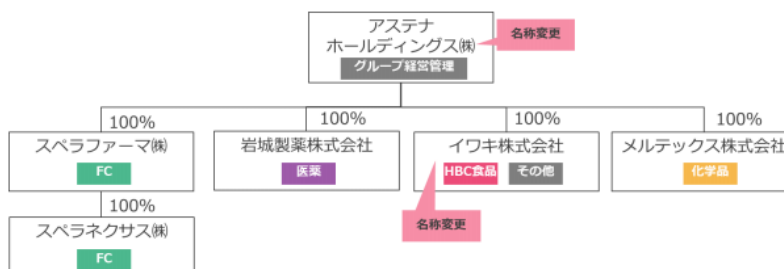 アステナ
ホールディングス㈱
名称変更
グループ経営管理
100%
100%
100%
100%
スペラファーマ㈱
FC
岩城製薬株式会社
医薬
イワキ株式会社
HBC食品
その他
メルテックス株式会社
化学品
100%
名称変更
スペラネクサス㈱
FC